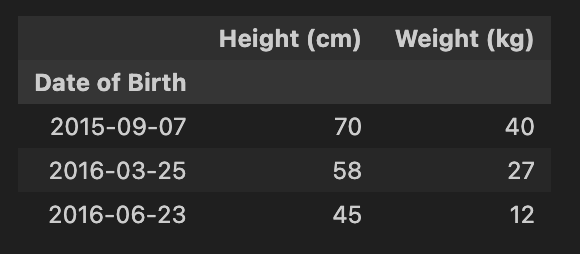 Height (cm) Weight (kg)
Date of Birth
2015-09-07 70 40
2016-03-25 58 27
2016-06-23 45 12